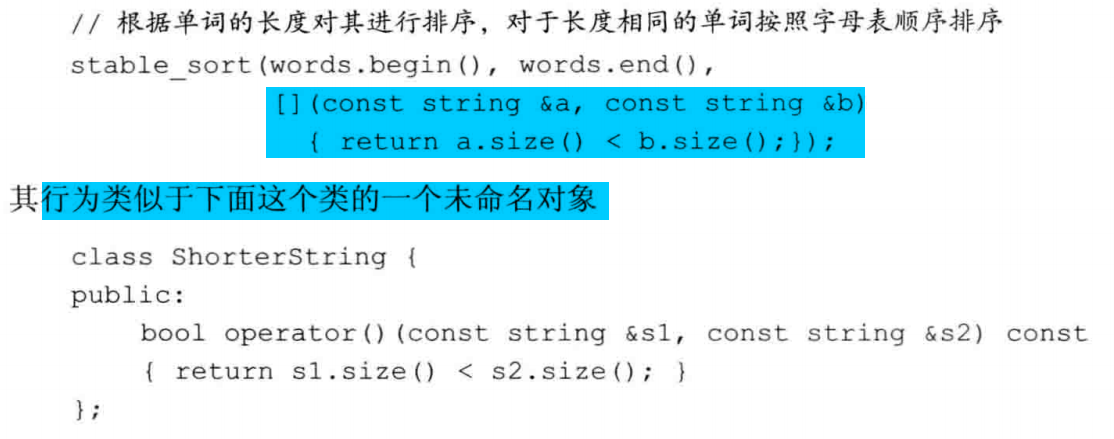 // 根据单词的长度对其进行排序，对于长度相同的单词按照字母表顺序排序
stable_sort(words.begin(), words.end(),
[](const string &a, const string &b)
{ return a.size() < b.size();});
其行为类似于下面这个类的一个未命名对象
class ShorterString {
public:
bool operator()(const string &s1, const string &s2) const
{ return s1.size() < s2.size(); }
};